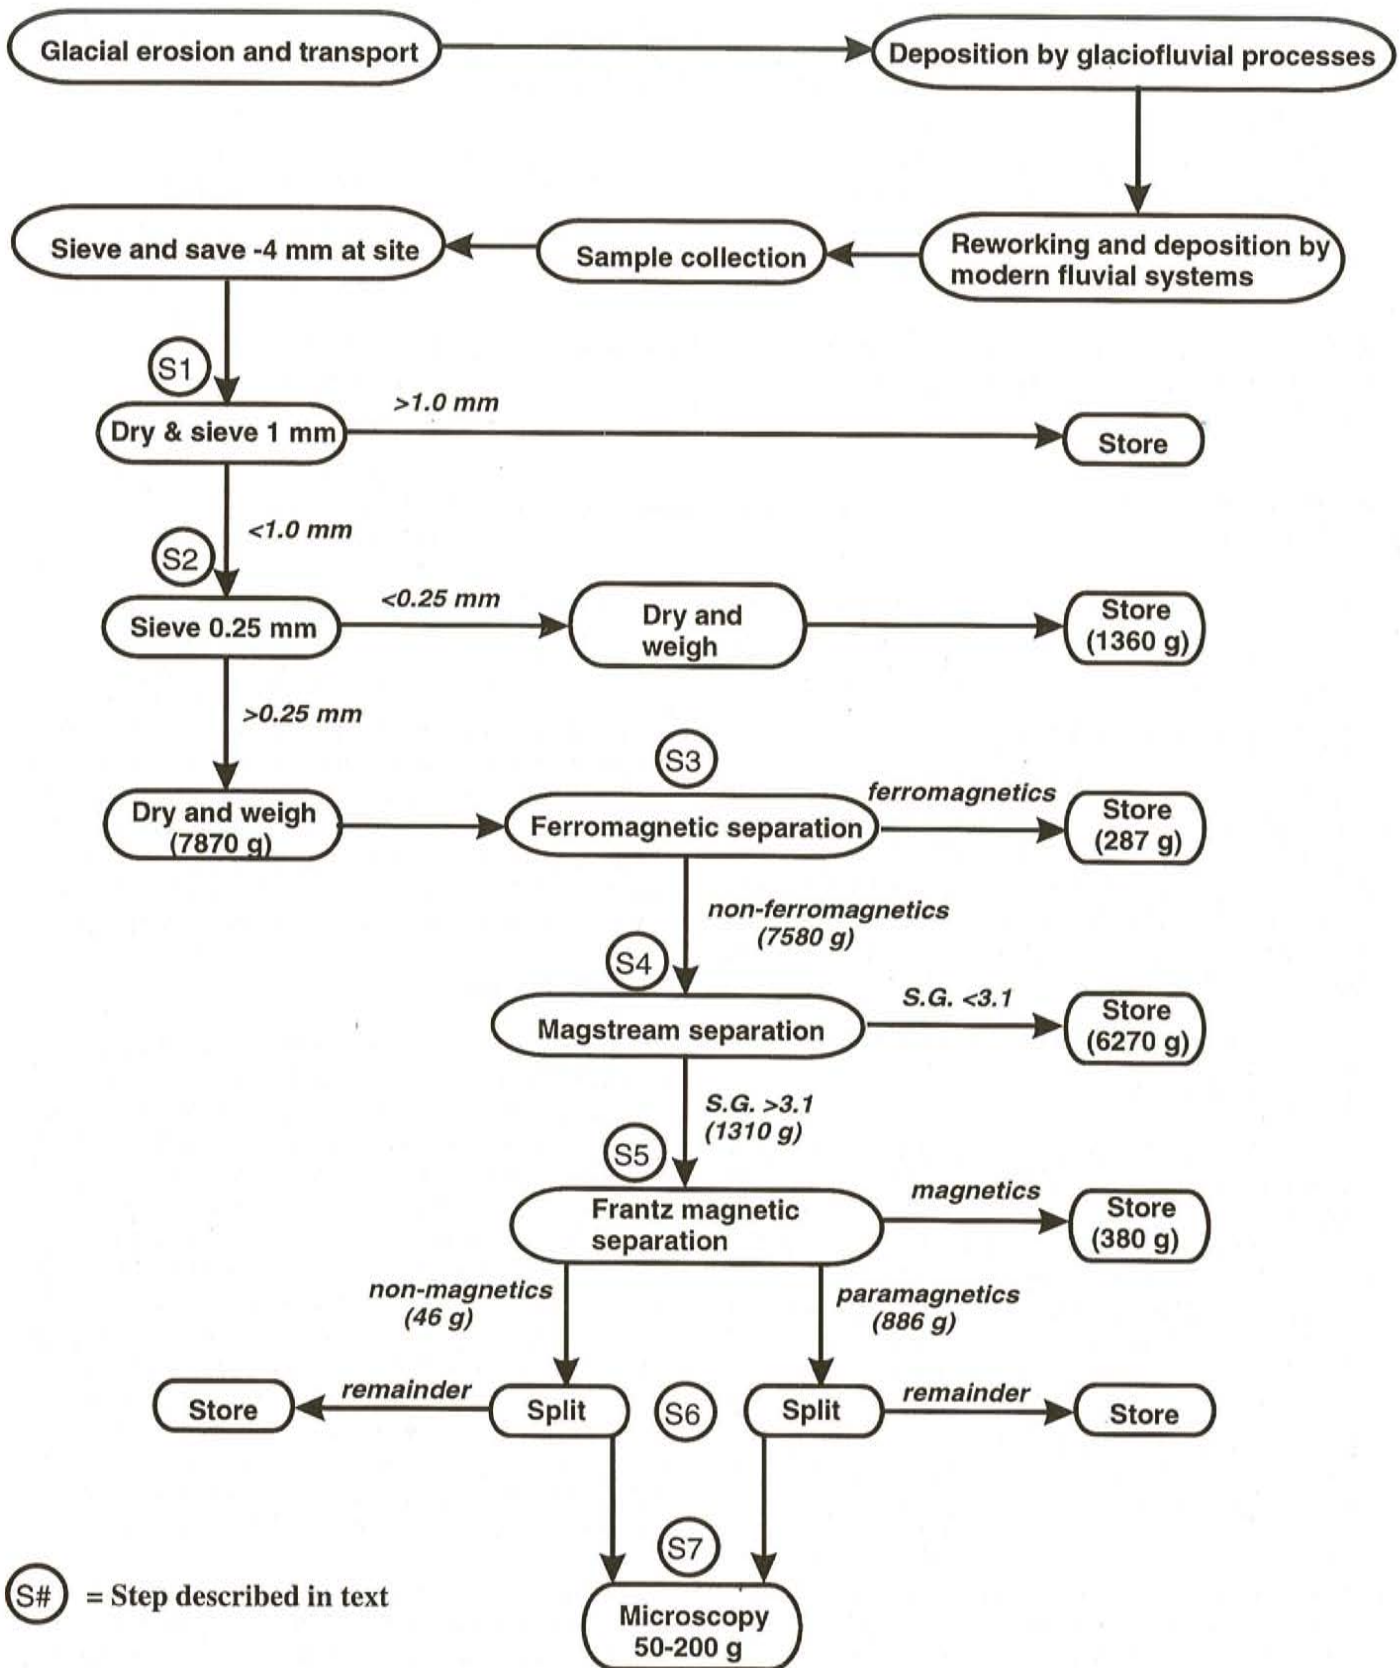 Glacial erosion and transport
Deposition by glaciofluvial processes
Sieve and save -4 mm at site
Sample collection
Reworking and deposition by
modern fluvial systems
S1
>1.0 mm
Dry & sieve 1 mm
Store
<1.0 mm
S2
<0.25 mm
Sieve 0.25 mm
Dry and
weigh
Store
(1360 g)
>0.25 mm
S3
Dry and weigh
(7870 g)
Ferromagnetic separation
ferromagnetics
Store
(287 g)
non-ferromagnetics
(7580 g)
S4
Magstream separation
S.G. <3.1
Store
(6270 g)
S.G. >3.1
(1310 g)
S5
Frantz magnetic
separation
magnetics
Store
(380 g)
non-magnetics
(46 g)
paramagnetics
(886 g)
Store
remainder
Split
S6
Split
remainder
Store
S7
S# = Step described in text
Microscopy
50-200 g